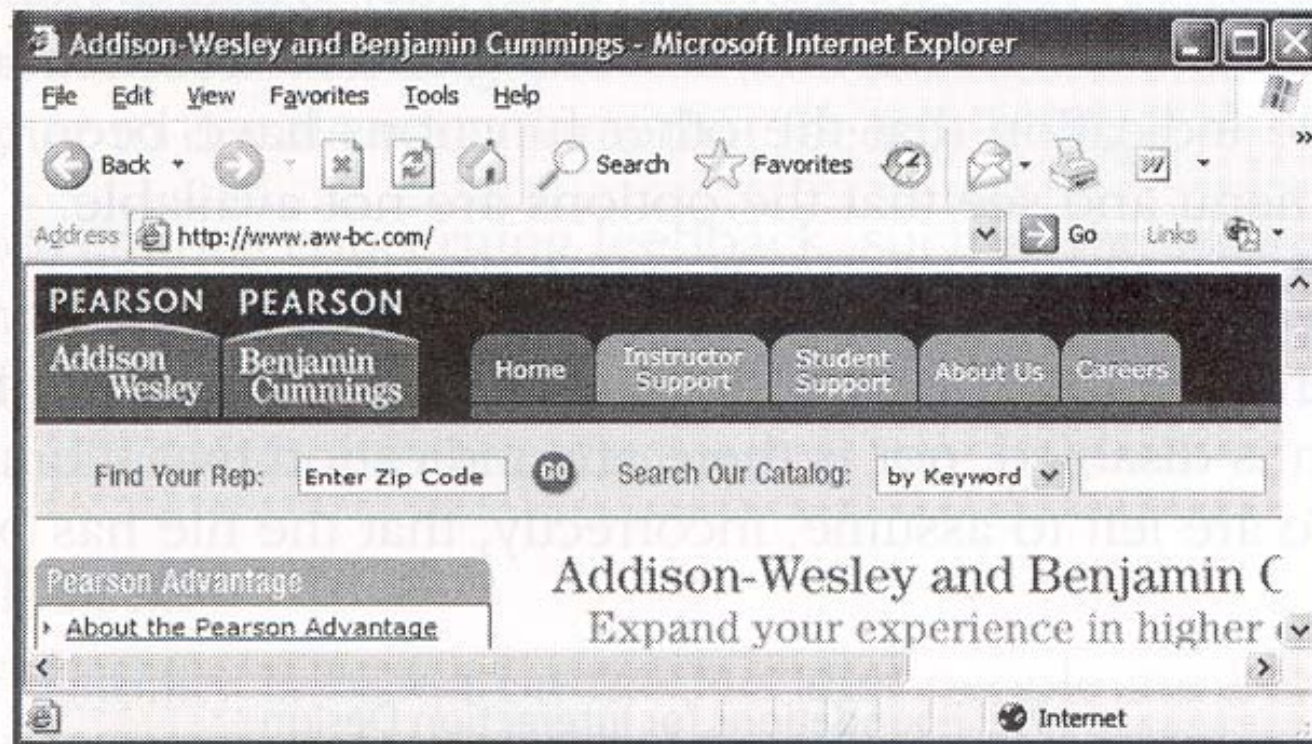 Addison-Wesley and Benjamin Cummings - Microsoft Internet Explorer
File Edit View Favorites Tools Help
Back Search Favorites »
Address http://www.aw-bc.com/ Go Links
PEARSON PEARSON
Addison Wesley Benjamin Cummings Home Instructor Support Student Support About Us Careers
Find Your Rep: Enter Zip Code GO Search Our Catalog: by Keyword
Pearson Advantage
Addison-Wesley and Benjamin C
About the Pearson Advantage
Expand your experience in higher
Internet